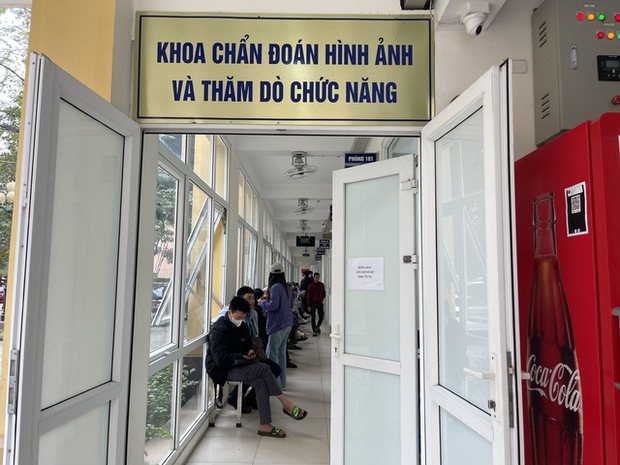 KHOA CHẨN ĐOÁN HÌNH ẢNH
VÀ THĂM DÒ CHỨC NĂNG
PHÒNG 101
Coca-Cola